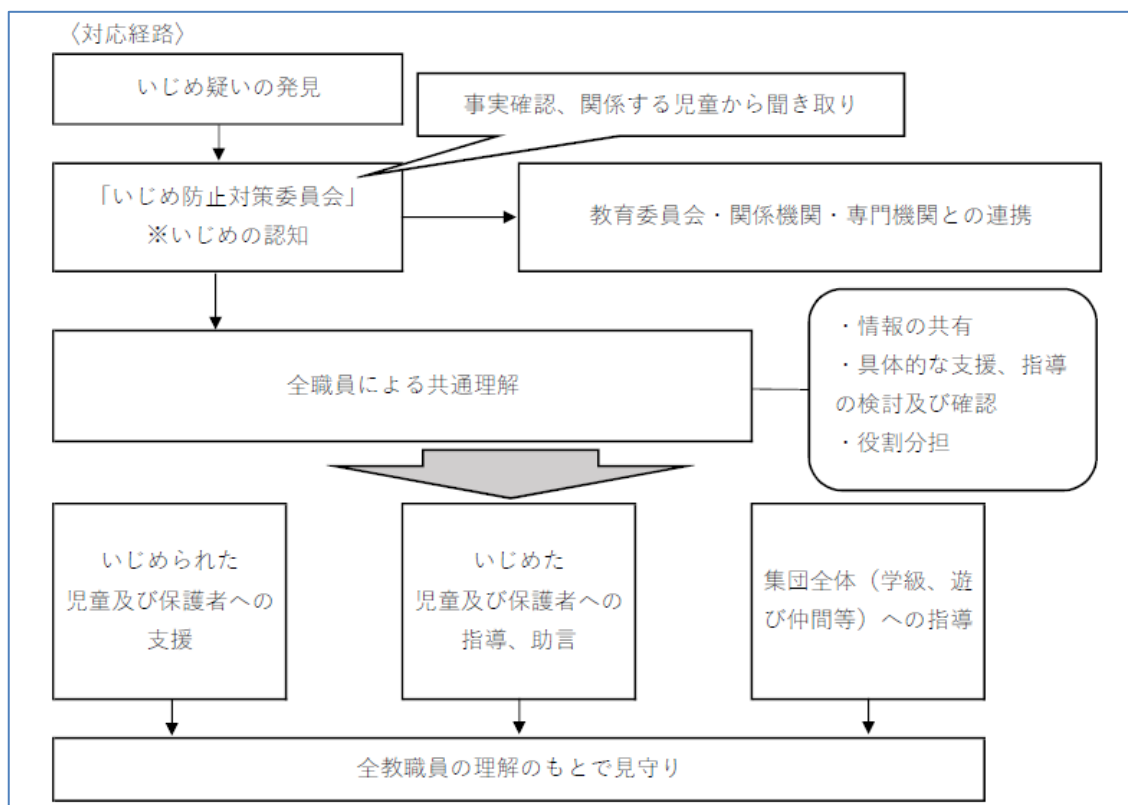 〈対応経路〉
いじめ疑いの発見
事実確認、関係する児童から聞き取り
「いじめ防止対策委員会」
※いじめの認知
教育委員会・関係機関・専門機関との連携
全職員による共通理解
・情報の共有
・具体的な支援、指導
の検討及び確認
・役割分担
いじめられた
児童及び保護者への
支援
いじめた
児童及び保護者への
指導、助言
集団全体（学級、遊
び仲間等）への指導
全教職員の理解のもとで見守り